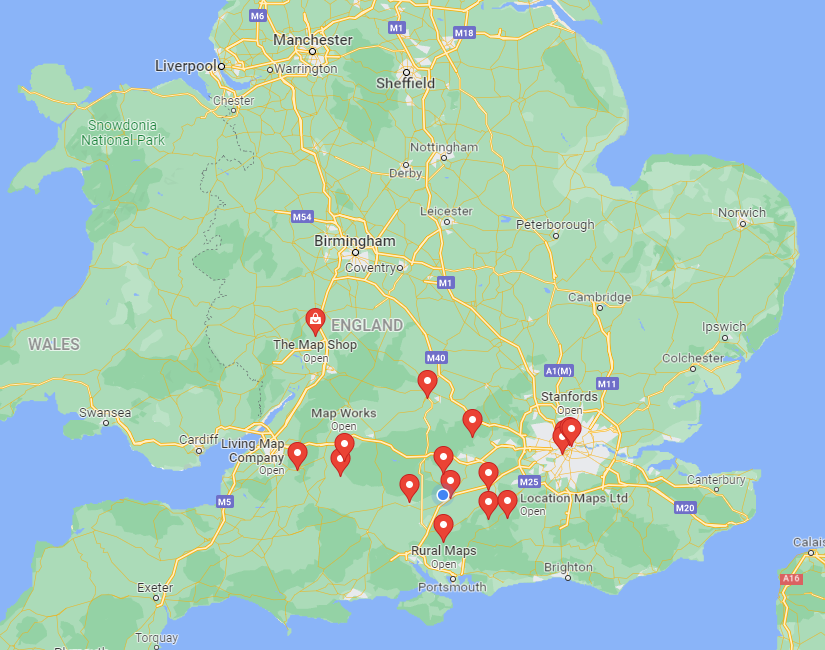 M6
M1
M18
Manchester
Liverpool
Warrington
Sheffield
Chester
Snowdonia
National Park
Nottingham
Derby
M54
Leicester
Norwich
Peterborough
Birmingham
Coventry
M1
Cambridge
ENGLAND
Ipswich
WALES
The Map Shop
Open
M40
Colchester
A1(M)
M11
Stanfords
Open
Swansea
Map Works
Open
Cardiff
Living Map
Company
Open
M25
Canterbury
M5
Location Maps Ltd
Open
M20
Calais
Rural Maps
Open
Brighton
A16
Exeter
Portsmouth
Torquay